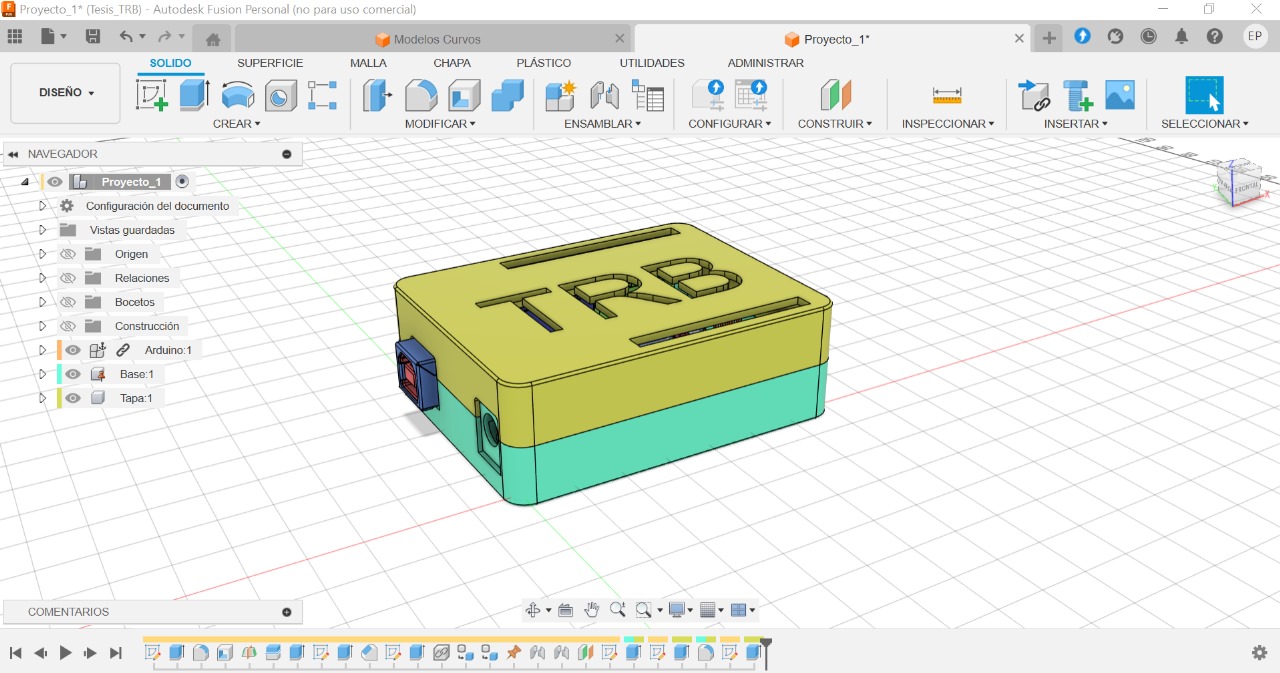 Proyecto_1* (Tesis_TRB) - Autodesk Fusion Personal (no para uso comercial)
Modelos Curvos
Proyecto_1*
EP
DISEÑO
SOLIDO SUPERFICIE MALLA CHAPA PLÁSTICO UTILIDADES ADMINISTRAR
CREAR MODIFICAR ENSAMBLAR CONFIGURAR CONSTRUIR INSPECCIONAR INSERTAR SELECCIONAR
NAVEGADOR
Proyecto_1
Configuración del documento
Vistas guardadas
Origen
Relaciones
Bocetos
Construcción
Arduino:1
Base:1
Tapa:1
TRB
Z
X
FRONTAL
COMENTARIOS